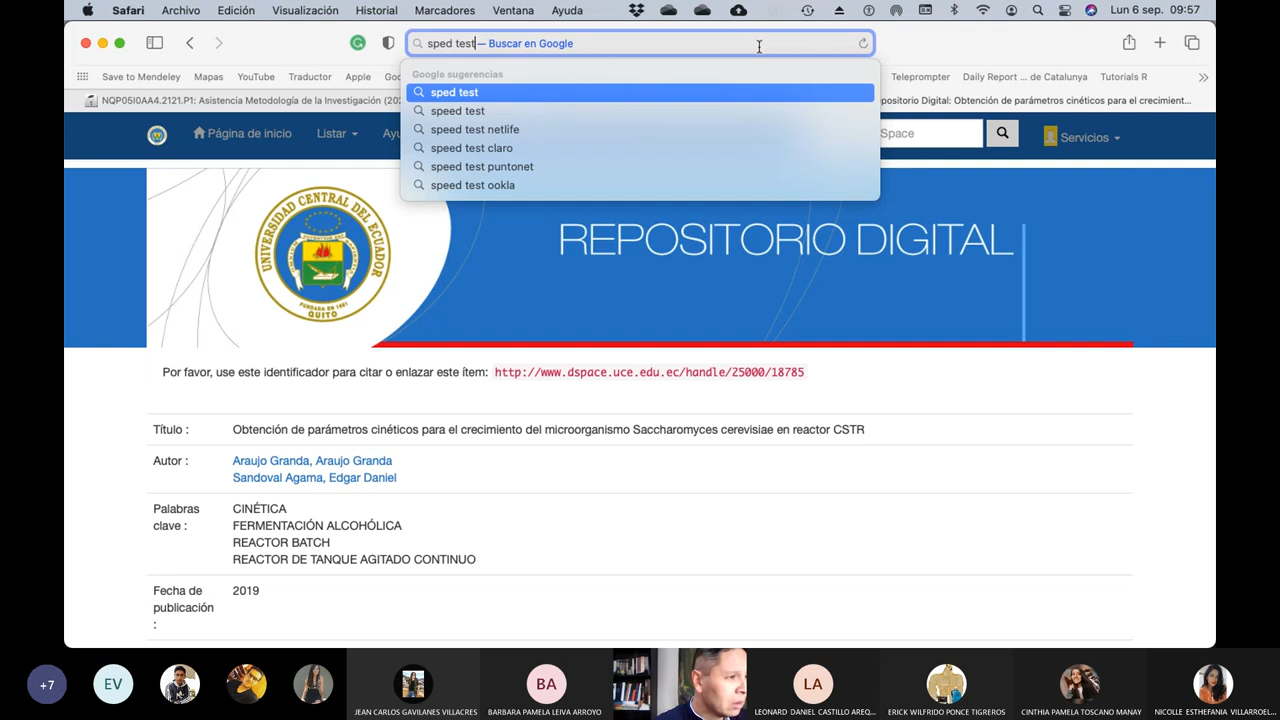 Safari Archivo Edición Visualización Historial Marcadores Ventana Ayuda Lun 6 sep. 09:57
sped test — Buscar en Google
Google sugerencias
sped test
speed test
speed test netlife
speed test claro
speed test puntonet
speed test ookla
Save to Mendeley Mapas YouTube Traductor Apple Teleprompter Daily Report ... de Catalunya Tutorials R
NQP05I0AA4.2121.P1: Asistencia Metodología de la Investigación (202 positorio Digital: Obtención de parámetros cinéticos para el crecimient...
Página de inicio Listar Space Servicios
UNIVERSIDAD CENTRAL DEL ECUADOR
QUITO
REPOSITORIO DIGITAL
Por favor, use este identificador para citar o enlazar este ítem: http://www.dspace.uce.edu.ec/handle/25000/18785
Título : Obtención de parámetros cinéticos para el crecimiento del microorganismo Saccharomyces cerevisiae en reactor CSTR
Autor : Araujo Granda, Araujo Granda
Sandoval Agama, Edgar Daniel
Palabras clave : CINÉTICA
FERMENTACIÓN ALCOHÓLICA
REACTOR BATCH
REACTOR DE TANQUE AGITADO CONTINUO
Fecha de publicación : 2019
+7 EV BA LA
JEAN CARLOS GAVILANES VILLACRES BARBARA PAMELA LEIVA ARROYO LEONARD DANIEL CASTILLO AREQ... ERICK WILFRIDO PONCE TIGREROS CINTHIA PAMELA TOSCANO MANAY NICOLLE ESTHEFANIA VILLARROEL...